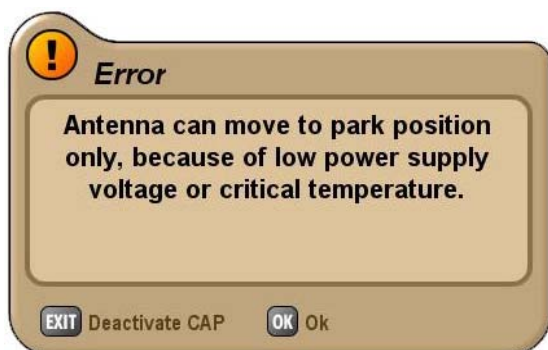 !
Error
Antenna can move to park position
only, because of low power supply
voltage or critical temperature.
EXIT Deactivate CAP OK Ok